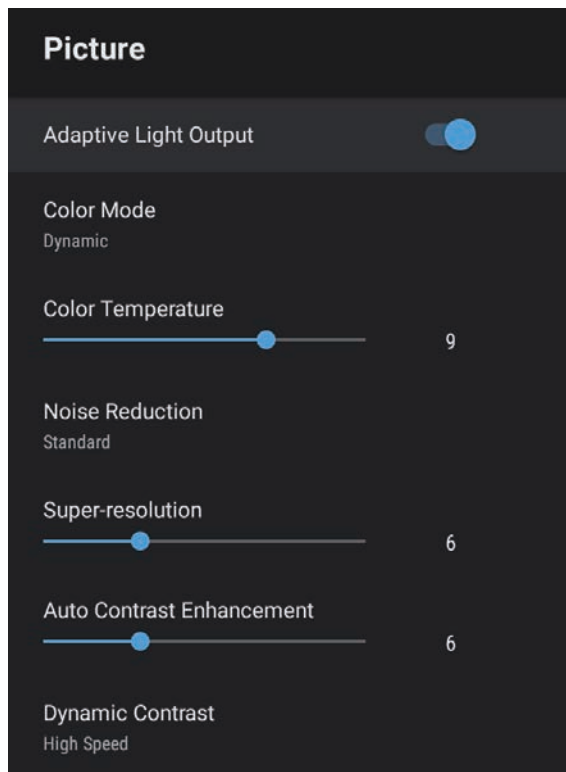 Picture
Adaptive Light Output
Color Mode
Dynamic
Color Temperature
9
Noise Reduction
Standard
Super-resolution
6
Auto Contrast Enhancement
6
Dynamic Contrast
High Speed